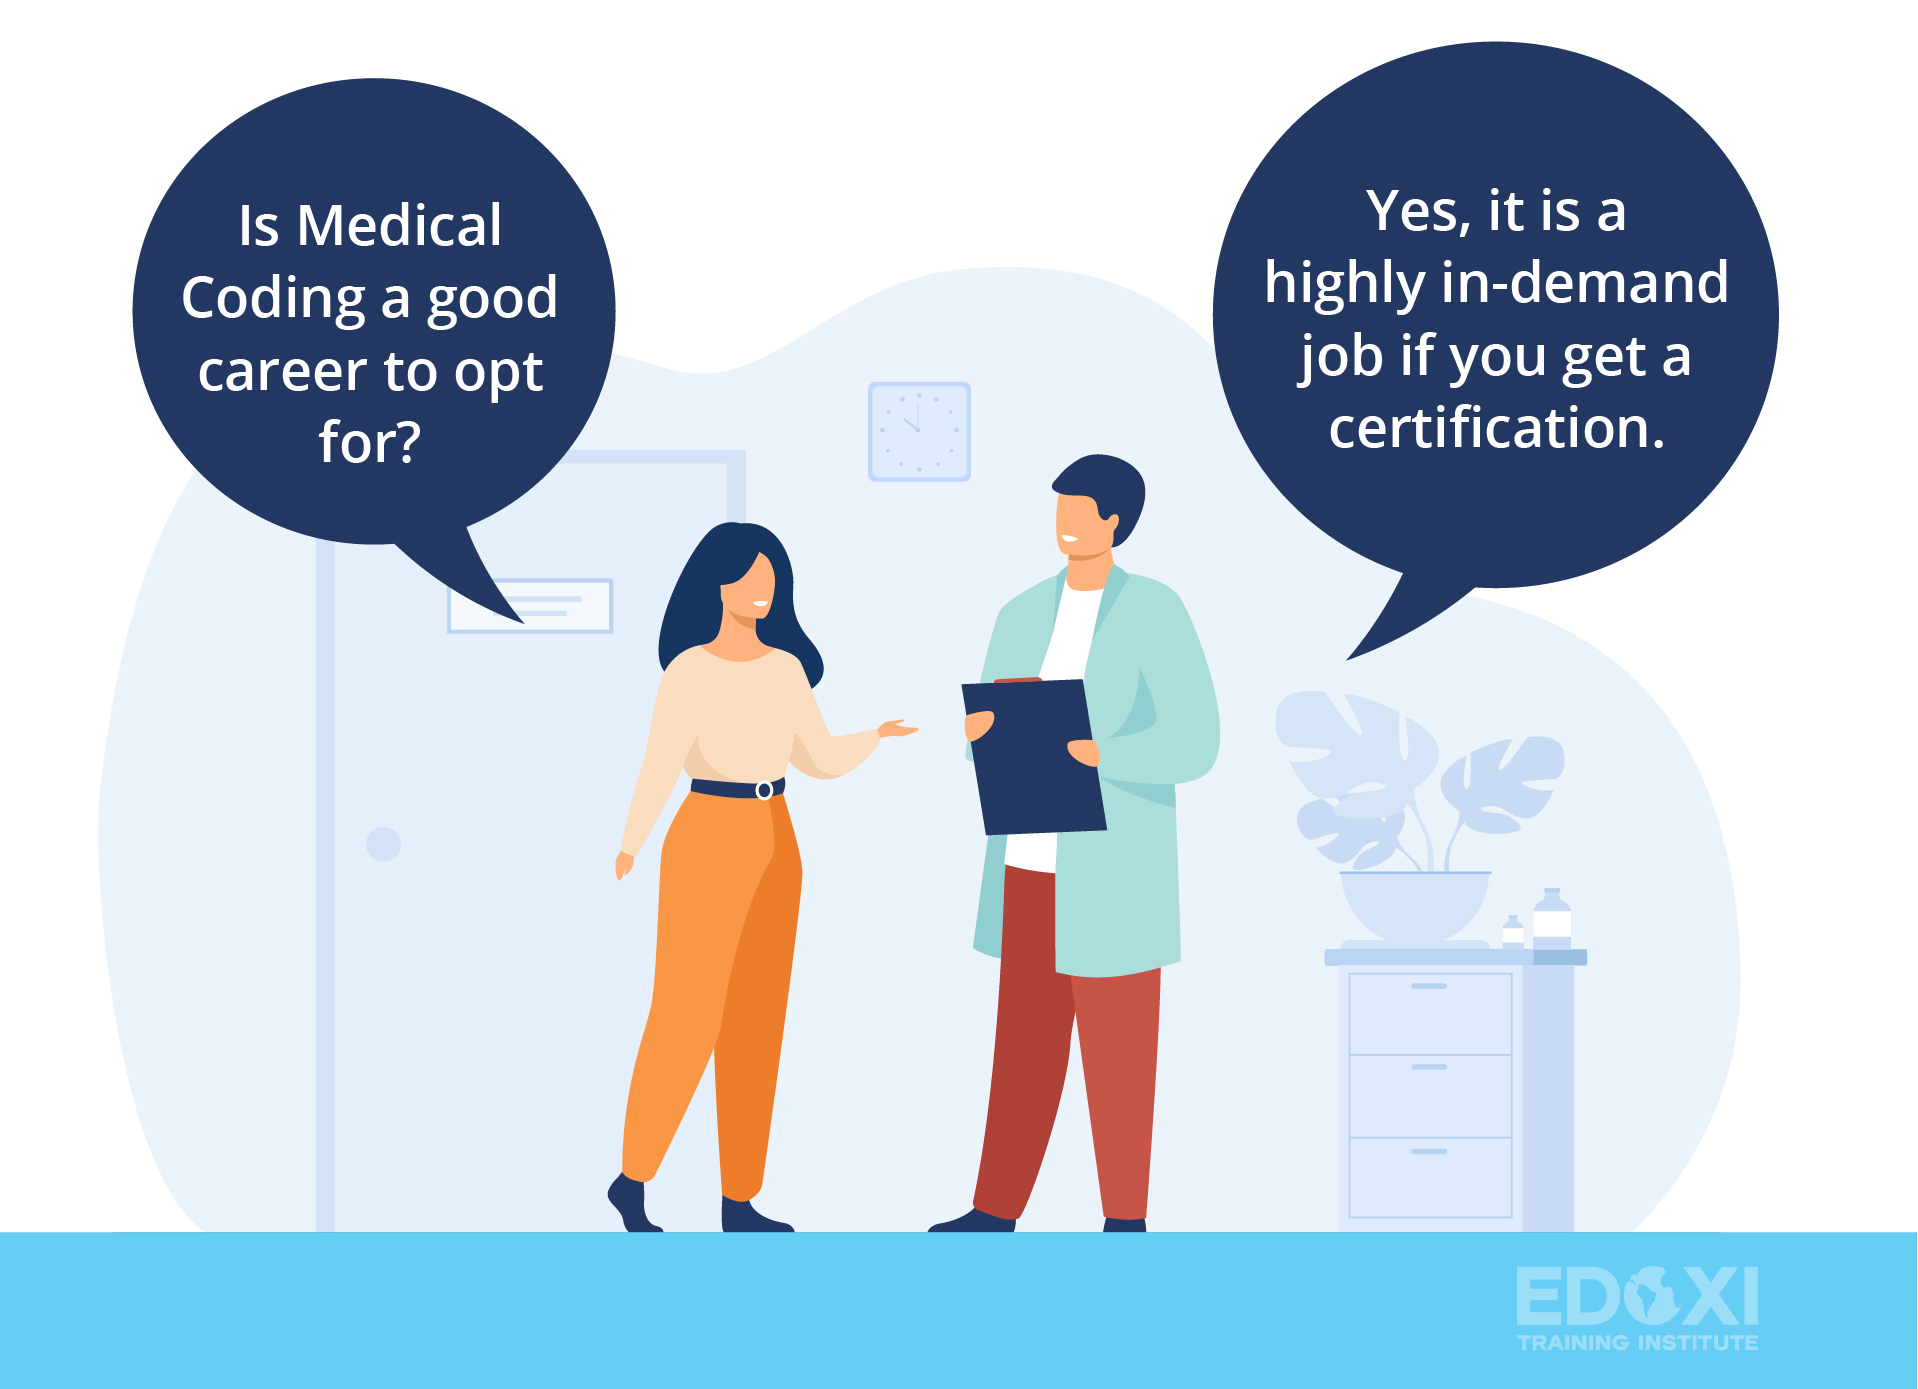 Is Medical
Coding a good
career to opt
for?
Yes, it is a
highly in-demand
job if you get a
certification.
EDOXI
TRAINING INSTITUTE